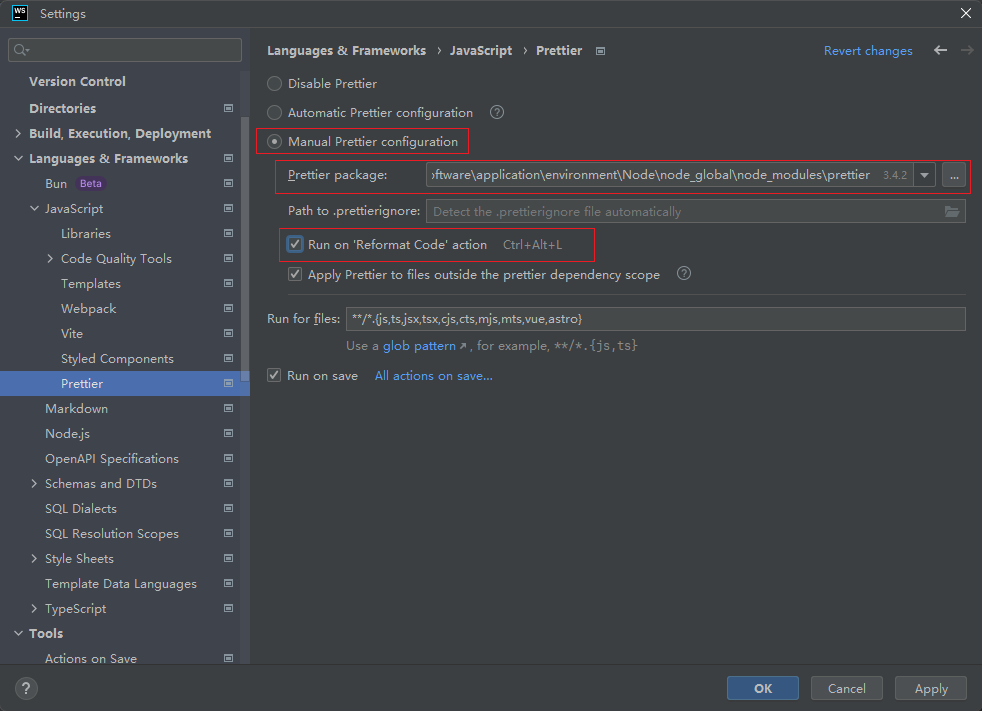 WS
Settings
Version Control
Directories
Build, Execution, Deployment
Languages & Frameworks
Bun Beta
JavaScript
Libraries
Code Quality Tools
Templates
Webpack
Vite
Styled Components
Prettier
Markdown
Node.js
OpenAPI Specifications
Schemas and DTDs
SQL Dialects
SQL Resolution Scopes
Style Sheets
Template Data Languages
TypeScript
Tools
Actions on Save
Languages & Frameworks › JavaScript › Prettier
Revert changes
Disable Prettier
Automatic Prettier configuration ?
Manual Prettier configuration
Prettier package: ftware\application\environment\Node\node_global\node_modules\prettier 3.4.2 ...
Path to .prettierignore: Detect the .prettierignore file automatically
Run on 'Reformat Code' action Ctrl+Alt+L
Apply Prettier to files outside the prettier dependency scope ?
Run for files: **/*.{js,ts,jsx,tsx,cjs,cts,mjs,mts,vue,astro}
Use a glob pattern ↗, for example, **/*.{js,ts}
Run on save All actions on save...
? OK Cancel Apply